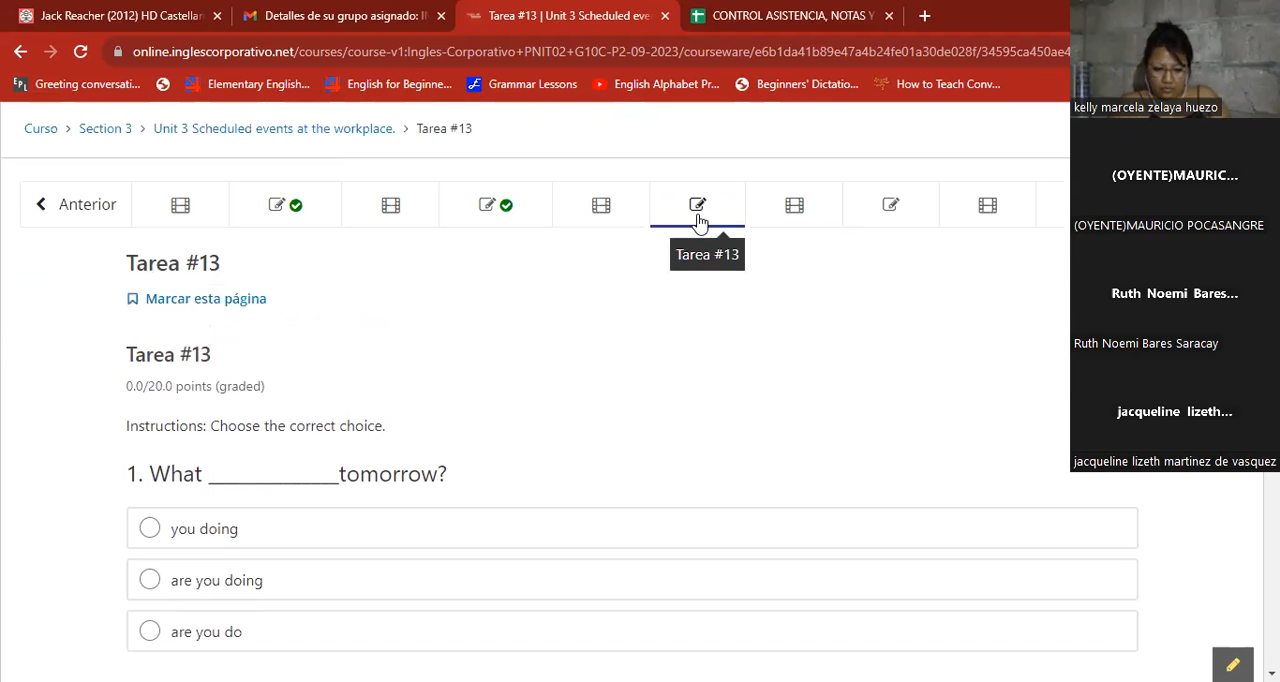 Jack Reacher (2012) HD Castellan
Detalles de su grupo asignado: I
Tarea #13 | Unit 3 Scheduled eve
CONTROL ASISTENCIA, NOTAS Y
online.inglescorporativo.net/courses/course-v1:Ingles-Corporativo+PNIT02+G10C-P2-09-2023/courseware/e6b1da41b89e47a4b24fe01a30de028f/34595ca450ae4
Greeting conversati...
Elementary English...
English for Beginne...
Grammar Lessons
English Alphabet Pr...
Beginners' Dictatio...
How to Teach Conv...
Curso > Section 3 > Unit 3 Scheduled events at the workplace. > Tarea #13
Anterior
Tarea #13
Tarea #13
Marcar esta página
Tarea #13
0.0/20.0 points (graded)
Instructions: Choose the correct choice.
1. What _____________tomorrow?
you doing
are you doing
are you do
kelly marcela zelaya huezo
(OYENTE)MAURIC...
(OYENTE)MAURICIO POCASANGRE
Ruth Noemi Bares...
Ruth Noemi Bares Saracay
jacqueline lizeth...
jacqueline lizeth martinez de vasquez